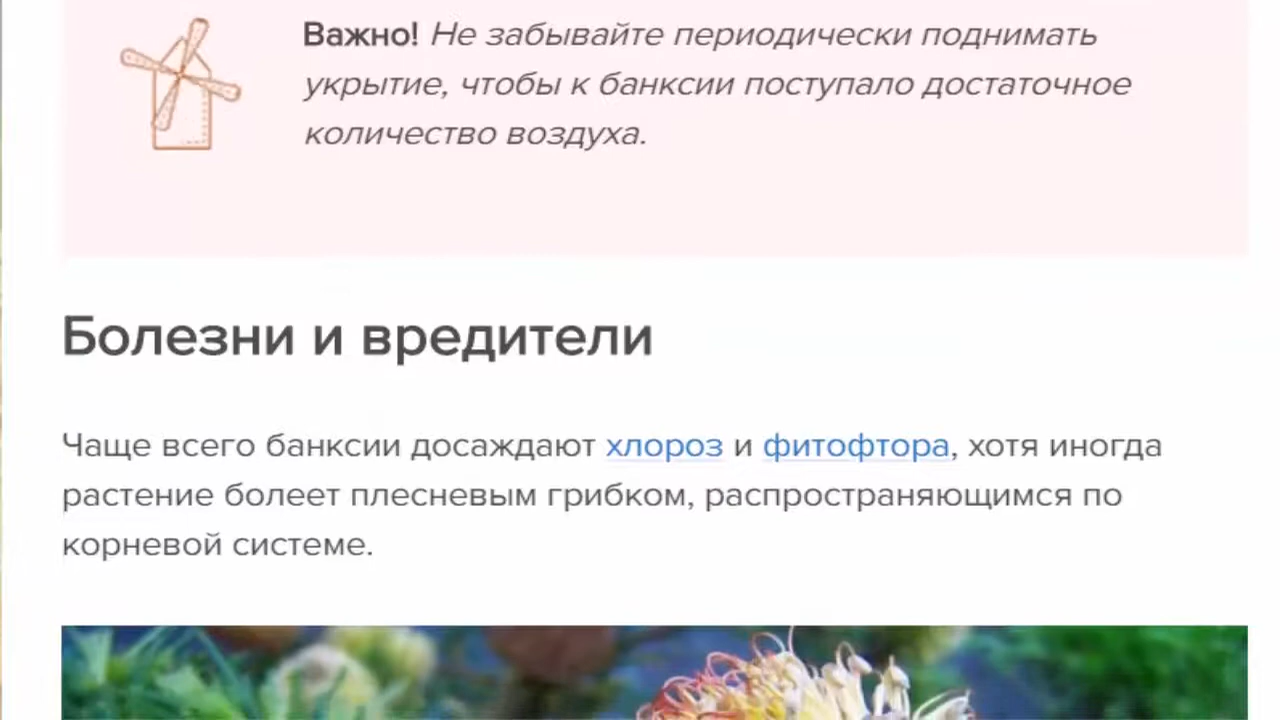 Важно! Не забывайте периодически поднимать
укрытие, чтобы к банксии поступало достаточное
количество воздуха.
Болезни и вредители
Чаще всего банксии досаждают хлороз и фитофтора, хотя иногда
растение болеет плесневым грибком, распространяющимся по
корневой системе.